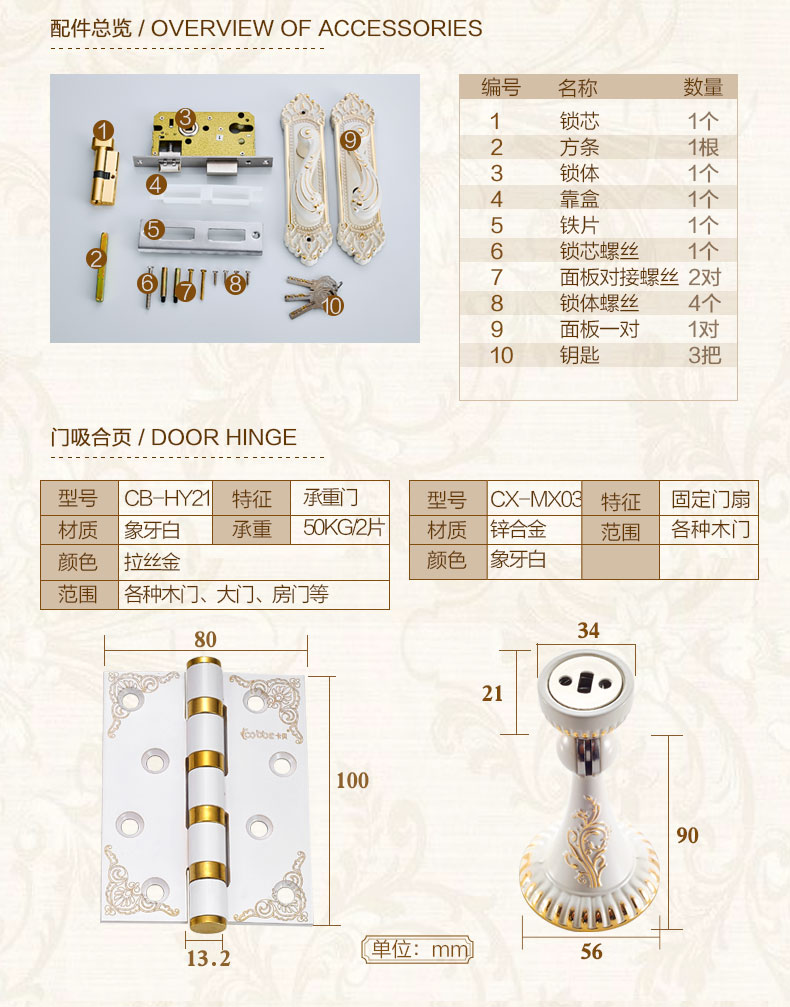 配件总览 / OVERVIEW OF ACCESSORIES
编号 名称 数量
1 锁芯 1个
2 方条 1根
3 锁体 1个
4 靠盒 1个
5 铁片 1个
6 锁芯螺丝 1个
7 面板对接螺丝 2对
8 锁体螺丝 4个
9 面板一对 1对
10 钥匙 3把
1
3
9
4
5
2
6
7
8
10
门吸合页 / DOOR HINGE
型号 CB-HY21 特征 承重门
材质 象牙白 承重 50KG/2片
颜色 拉丝金
范围 各种木门、大门、房门等
型号 CX-MX03 特征 固定门扇
材质 锌合金 范围 各种木门
颜色 象牙白
80
100
13.2
34
21
90
56
单位：mm